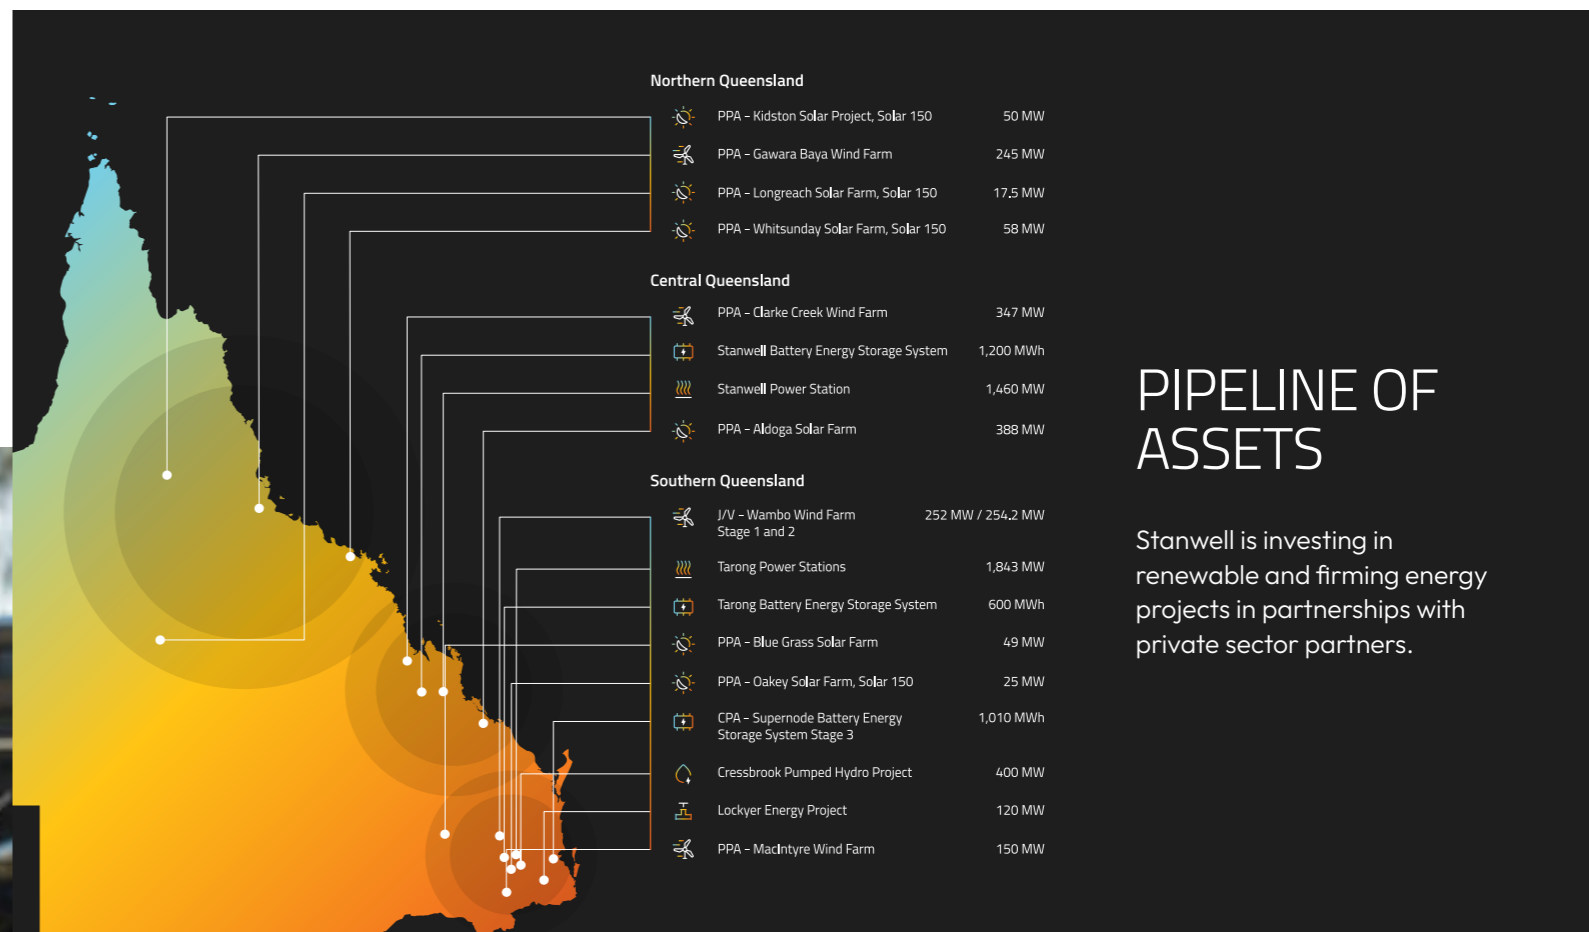 Northern Queensland
PPA – Kidston Solar Project, Solar 150 50 MW
PPA – Gawara Baya Wind Farm 245 MW
PPA – Longreach Solar Farm, Solar 150 17.5 MW
PPA – Whitsunday Solar Farm, Solar 150 58 MW
Central Queensland
PPA – Clarke Creek Wind Farm 347 MW
Stanwell Battery Energy Storage System 1,200 MWh
Stanwell Power Station 1,460 MW
PPA – Aldoga Solar Farm 388 MW
Southern Queensland
J/V – Wambo Wind Farm 252 MW / 254.2 MW
Stage 1 and 2
Tarong Power Stations 1,843 MW
Tarong Battery Energy Storage System 600 MWh
PPA – Blue Grass Solar Farm 49 MW
PPA – Oakey Solar Farm, Solar 150 25 MW
CPA – Supernode Battery Energy 1,010 MWh
Storage System Stage 3
Cressbrook Pumped Hydro Project 400 MW
Lockyer Energy Project 120 MW
PPA – MacIntyre Wind Farm 150 MW
PIPELINE OF
ASSETS
Stanwell is investing in
renewable and firming energy
projects in partnerships with
private sector partners.